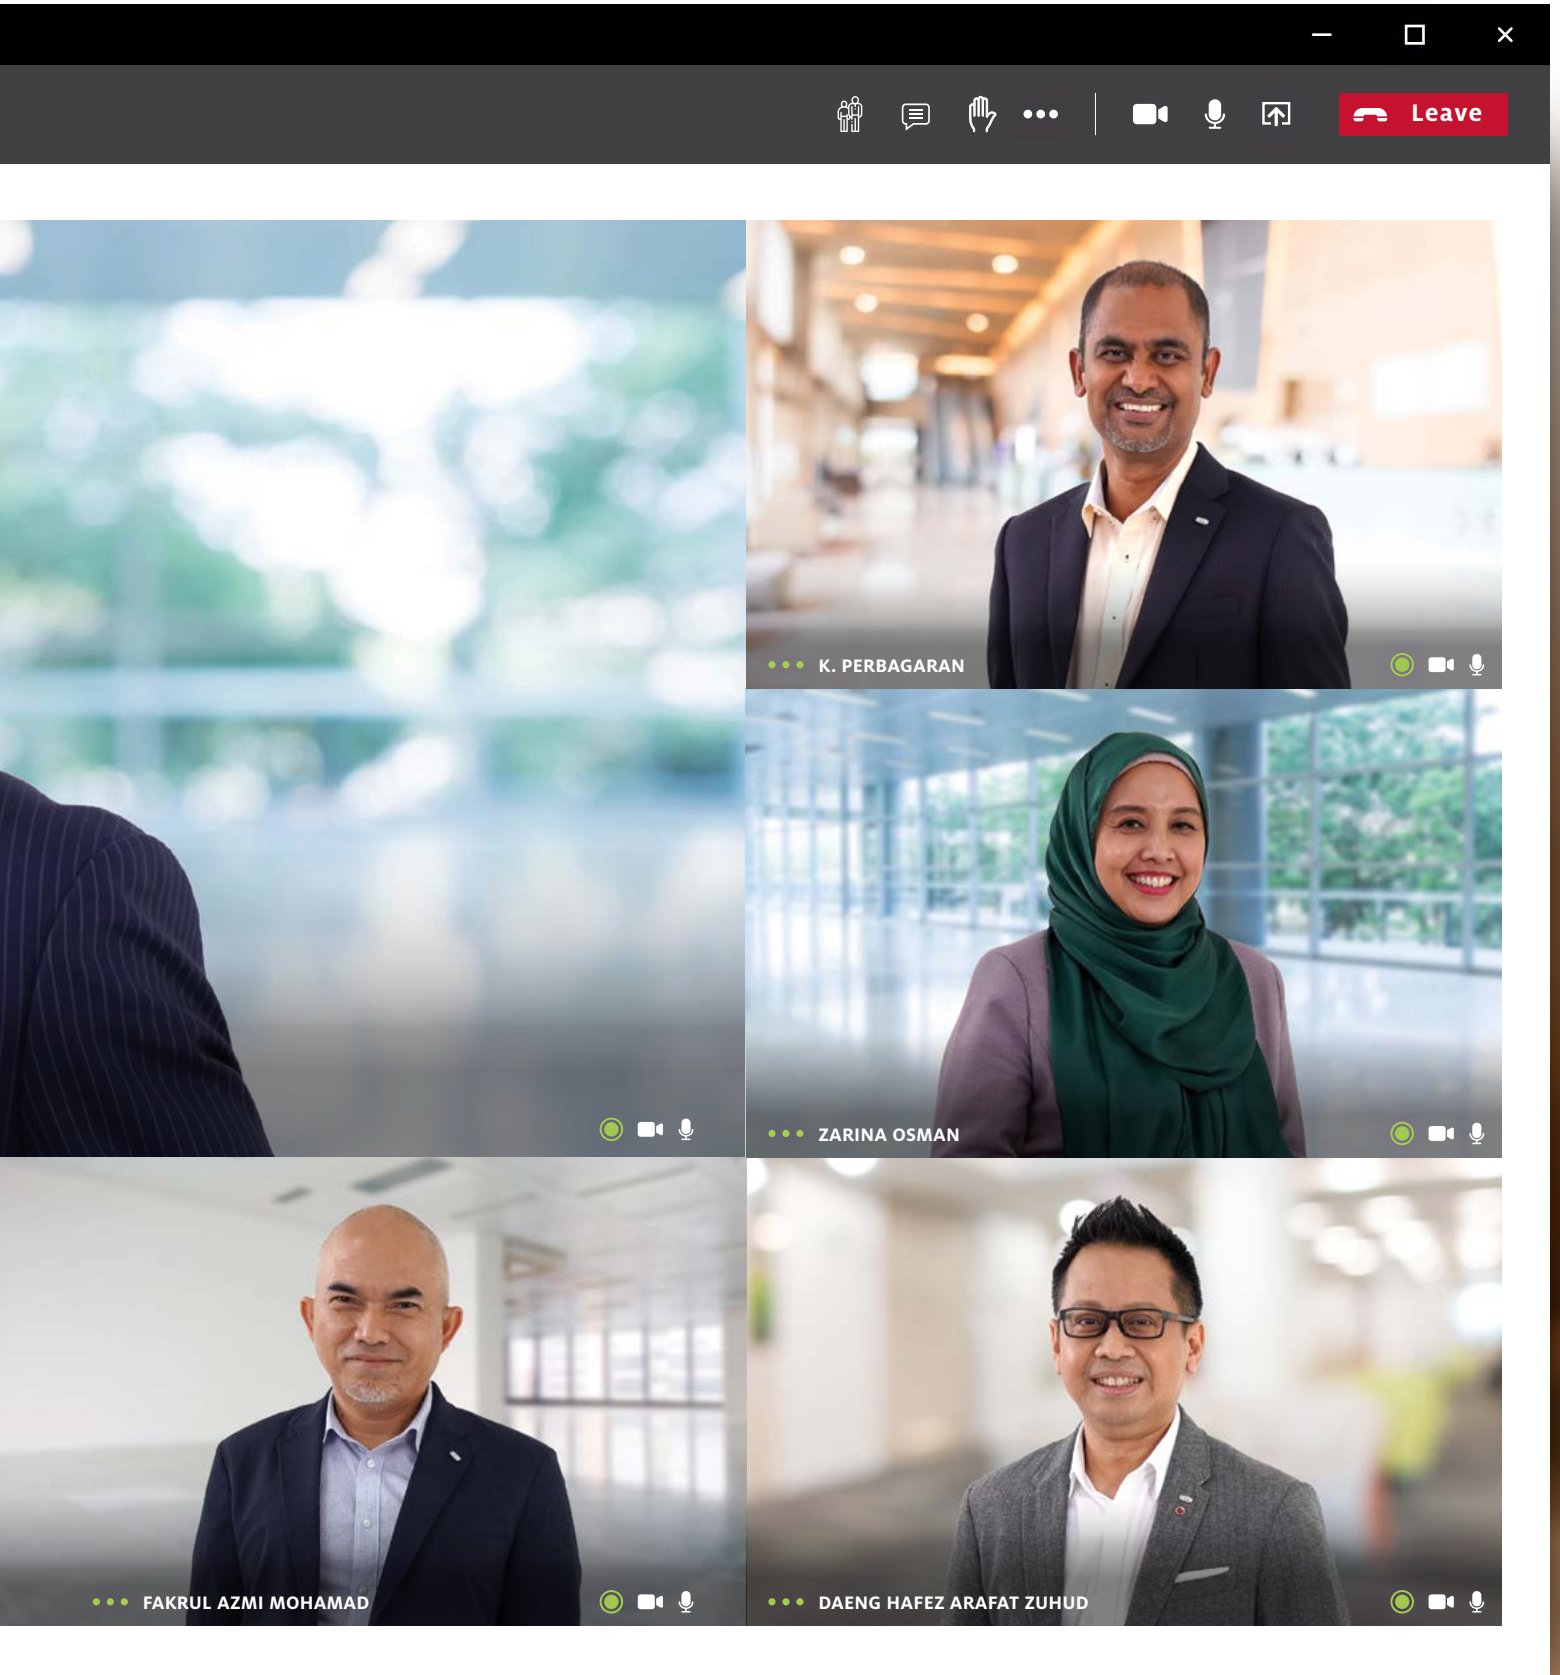 Leave
K. PERBAGARAN
ZARINA OSMAN
FAKRUL AZMI MOHAMAD
DAENG HAFEZ ARAFAT ZUHUD